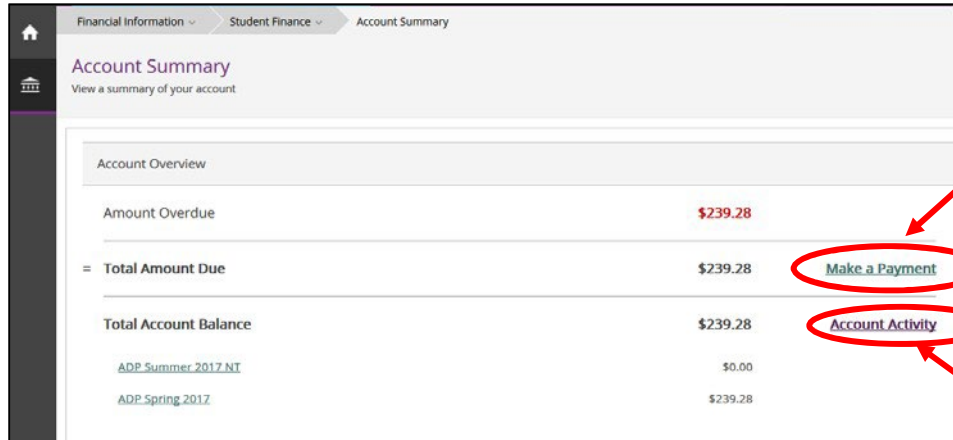 Financial Information Student Finance Account Summary
Account Summary
View a summary of your account
Account Overview
Amount Overdue $239.28
= Total Amount Due $239.28 Make a Payment
Total Account Balance $239.28 Account Activity
ADP Summer 2017 NT $0.00
ADP Spring 2017 $239.28